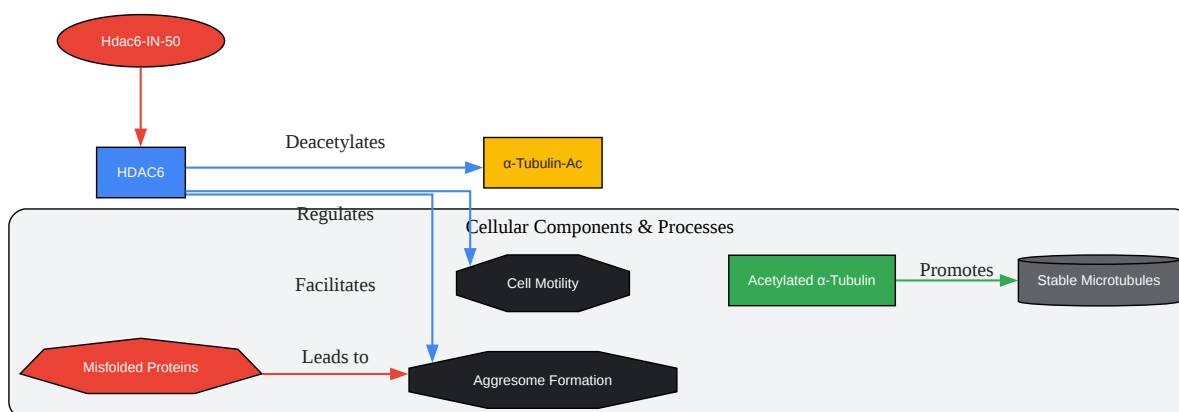 Hdac6-IN-50
Deacetylates
HDAC6
α-Tubulin-Ac
Regulates
Cellular Components & Processes
Facilitates
Cell Motility
Acetylated α-Tubulin
Promotes
Stable Microtubules
Misfolded Proteins
Leads to
Aggresome Formation